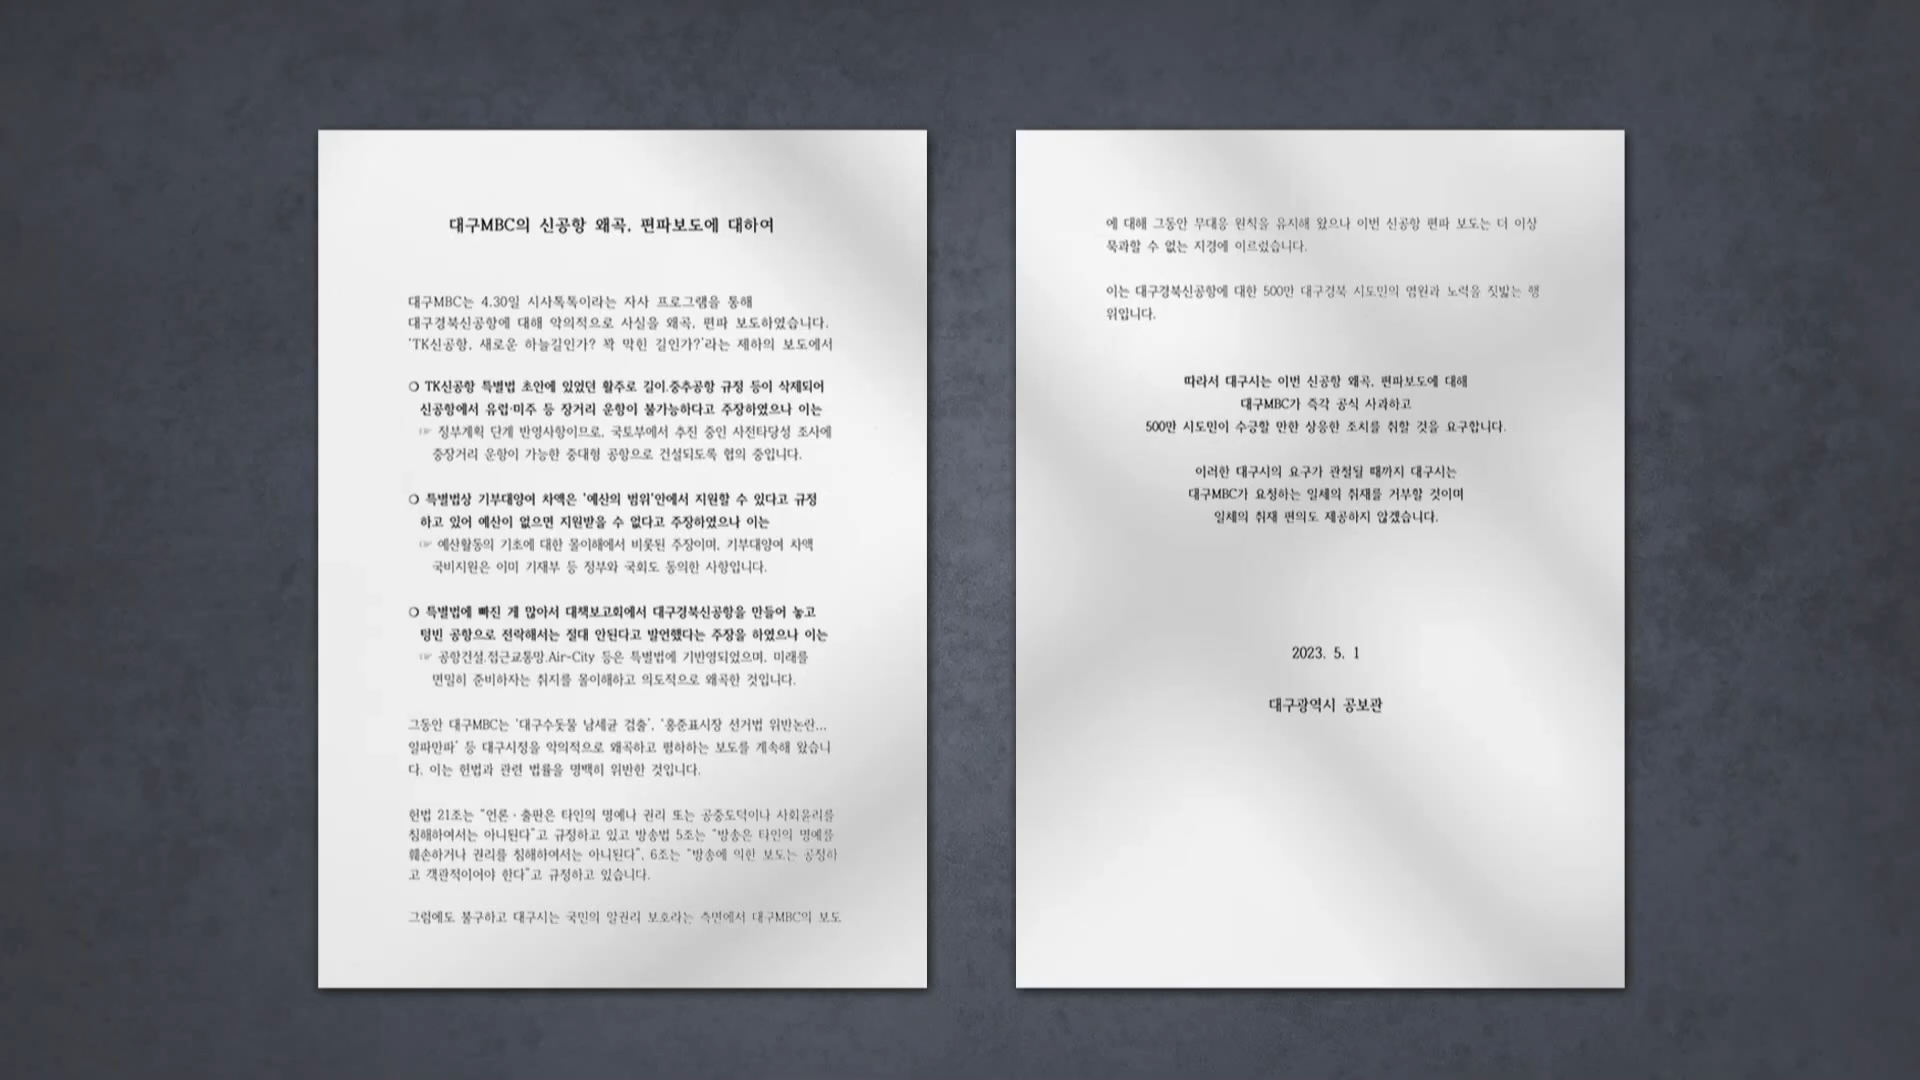 대구MBC의 신공항 왜곡, 편파보도에 대하여
대구MBC는 4.30일 시사톡톡이라는 자사 프로그램을 통해
대구경북신공항에 대해 악의적으로 사실을 왜곡, 편파 보도하였습니다.
'TK신공항, 새로운 하늘길인가? 꽉 막힌 길인가?'라는 제하의 보도에서
❍ TK신공항 특별법 초안에 있었던 활주로 길이.중추공항 규정 등이 삭제되어
신공항에서 유럽·미주 등 장거리 운항이 불가능하다고 주장하였으나 이는
☞ 정부계획 단계 반영사항이므로, 국토부에서 추진 중인 사전타당성 조사에
중장거리 운항이 가능한 중대형 공항으로 건설되도록 협의 중입니다.
❍ 특별법상 기부대양여 차액은 '예산의 범위'안에서 지원할 수 있다고 규정
하고 있어 예산이 없으면 지원받을 수 없다고 주장하였으나 이는
☞ 예산활동의 기초에 대한 몰이해에서 비롯된 주장이며, 기부대양여 차액
국비지원은 이미 기재부 등 정부와 국회도 동의한 사항입니다.
❍ 특별법에 빠진 게 많아서 대책보고회에서 대구경북신공항을 만들어 놓고
텅빈 공항으로 전락해서는 절대 안된다고 발언했다는 주장을 하였으나 이는
☞ 공항건설.접근교통망.Air-City 등은 특별법에 기반영되었으며, 미래를
면밀히 준비하자는 취지를 몰이해하고 의도적으로 왜곡한 것입니다.
그동안 대구MBC는 '대구수돗물 남세균 검출', '홍준표시장 선거법 위반논란...
일파만파' 등 대구시정을 악의적으로 왜곡하고 폄하하는 보도를 계속해 왔습니
다. 이는 헌법과 관련 법률을 명백히 위반한 것입니다.
헌법 21조는 "언론·출판은 타인의 명예나 권리 또는 공중도덕이나 사회윤리를
침해하여서는 아니된다"고 규정하고 있고 방송법 5조는 "방송은 타인의 명예를
훼손하거나 권리를 침해하여서는 아니된다", 6조는 "방송에 의한 보도는 공정하
고 객관적이어야 한다"고 규정하고 있습니다.
그럼에도 불구하고 대구시는 국민의 알권리 보호라는 측면에서 대구MBC의 보도
에 대해 그동안 무대응 원칙을 유지해 왔으나 이번 신공항 편파 보도는 더 이상
묵과할 수 없는 지경에 이르렀습니다.
이는 대구경북신공항에 대한 500만 대구경북 시도민의 염원과 노력을 짓밟는 행
위입니다.
따라서 대구시는 이번 신공항 왜곡, 편파보도에 대해
대구MBC가 즉각 공식 사과하고
500만 시도민이 수긍할 만한 상응한 조치를 취할 것을 요구합니다.
이러한 대구시의 요구가 관철될 때까지 대구시는
대구MBC가 요청하는 일체의 취재를 거부할 것이며
일체의 취재 편의도 제공하지 않겠습니다.
2023. 5. 1
대구광역시 공보관